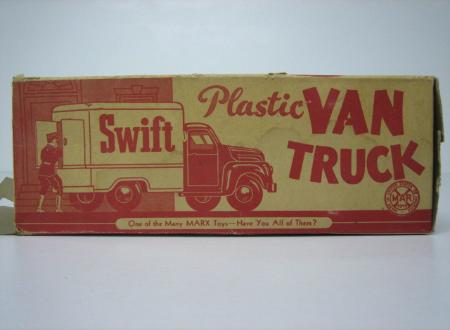 Plastic VAN
TRUCK
Swift
MAR
One of the Many MARX Toys—Have You All of Them?